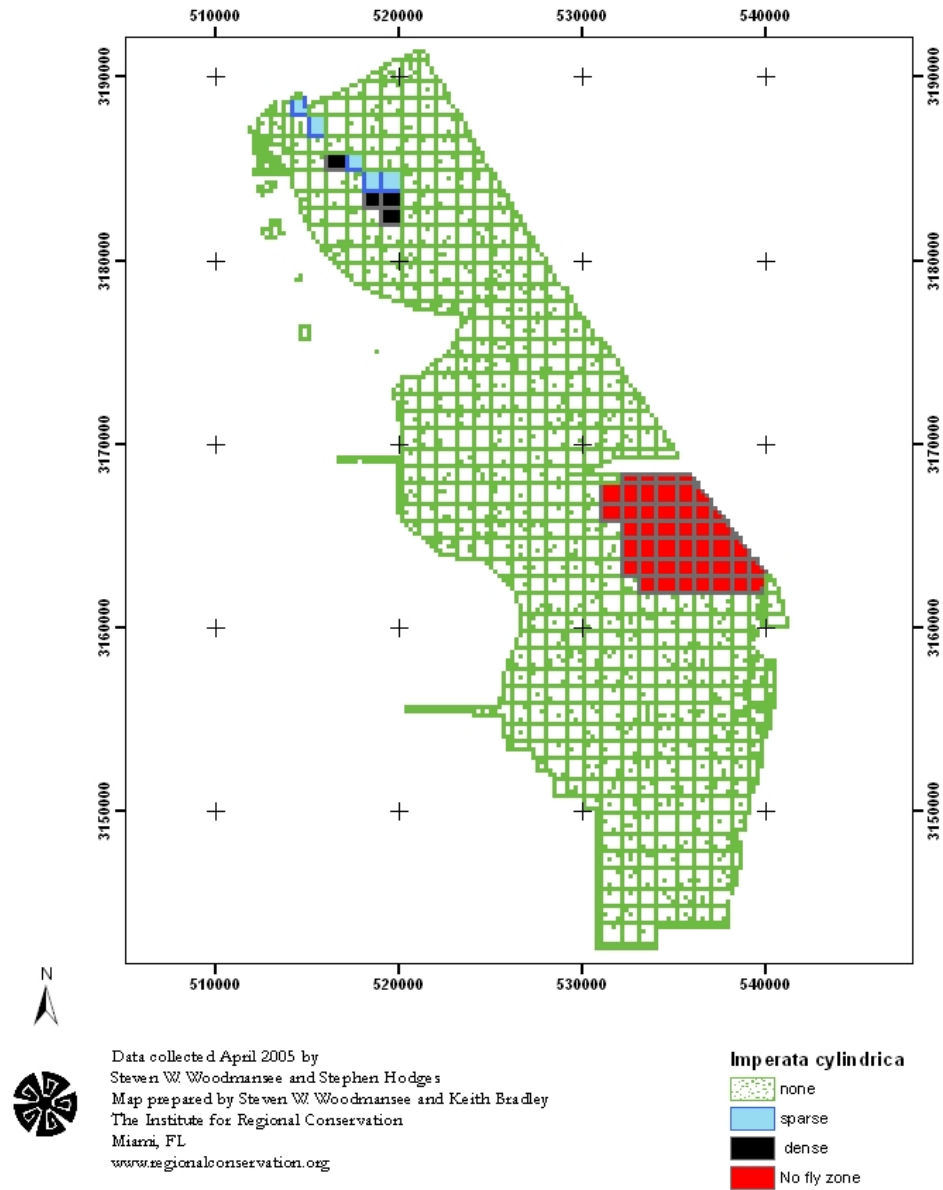 510000 520000 530000 540000
3190000 3190000
3180000 3180000
3170000 3170000
3160000 3160000
3150000 3150000
510000 520000 530000 540000
N
Data collected April 2005 by
Steven W. Woodmansee and Stephen Hodges
Map prepared by Steven W. Woodmansee and Keith Bradley
The Institute for Regional Conservation
Miami, FL
www.regionalconservation.org
Imperata cylindrica
none
sparse
dense
No fly zone